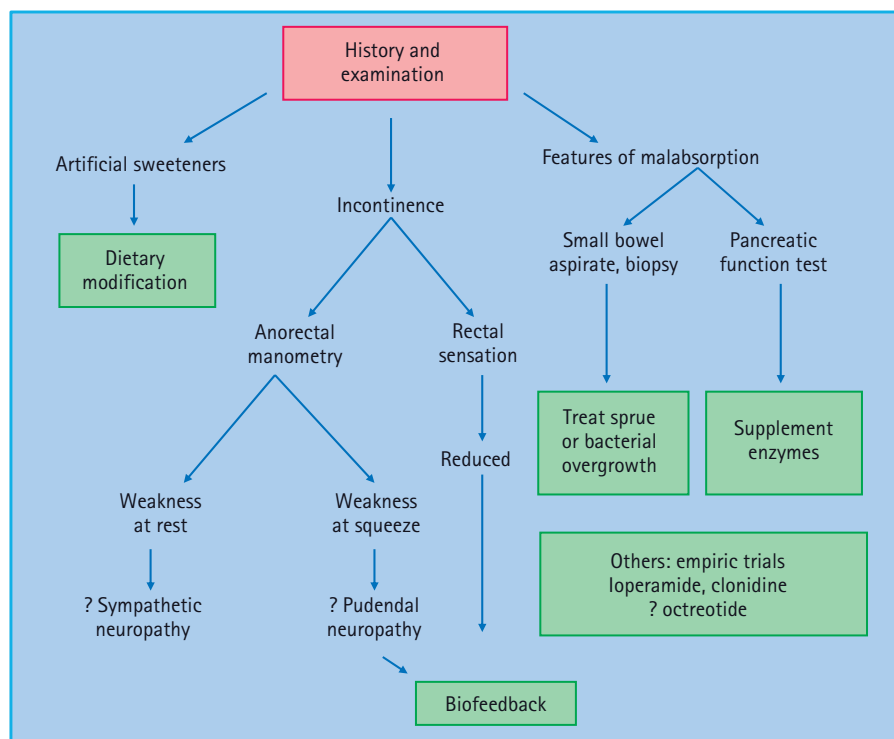 History and
examination
Artificial sweeteners
Features of malabsorption
Incontinence
Dietary
modification
Small bowel
aspirate, biopsy
Pancreatic
function test
Anorectal
manometry
Rectal
sensation
Treat sprue
or bacterial
overgrowth
Supplement
enzymes
Reduced
Weakness
at rest
Weakness
at squeeze
Others: empiric trials
loperamide, clonidine
? octreotide
? Sympathetic
neuropathy
? Pudendal
neuropathy
Biofeedback